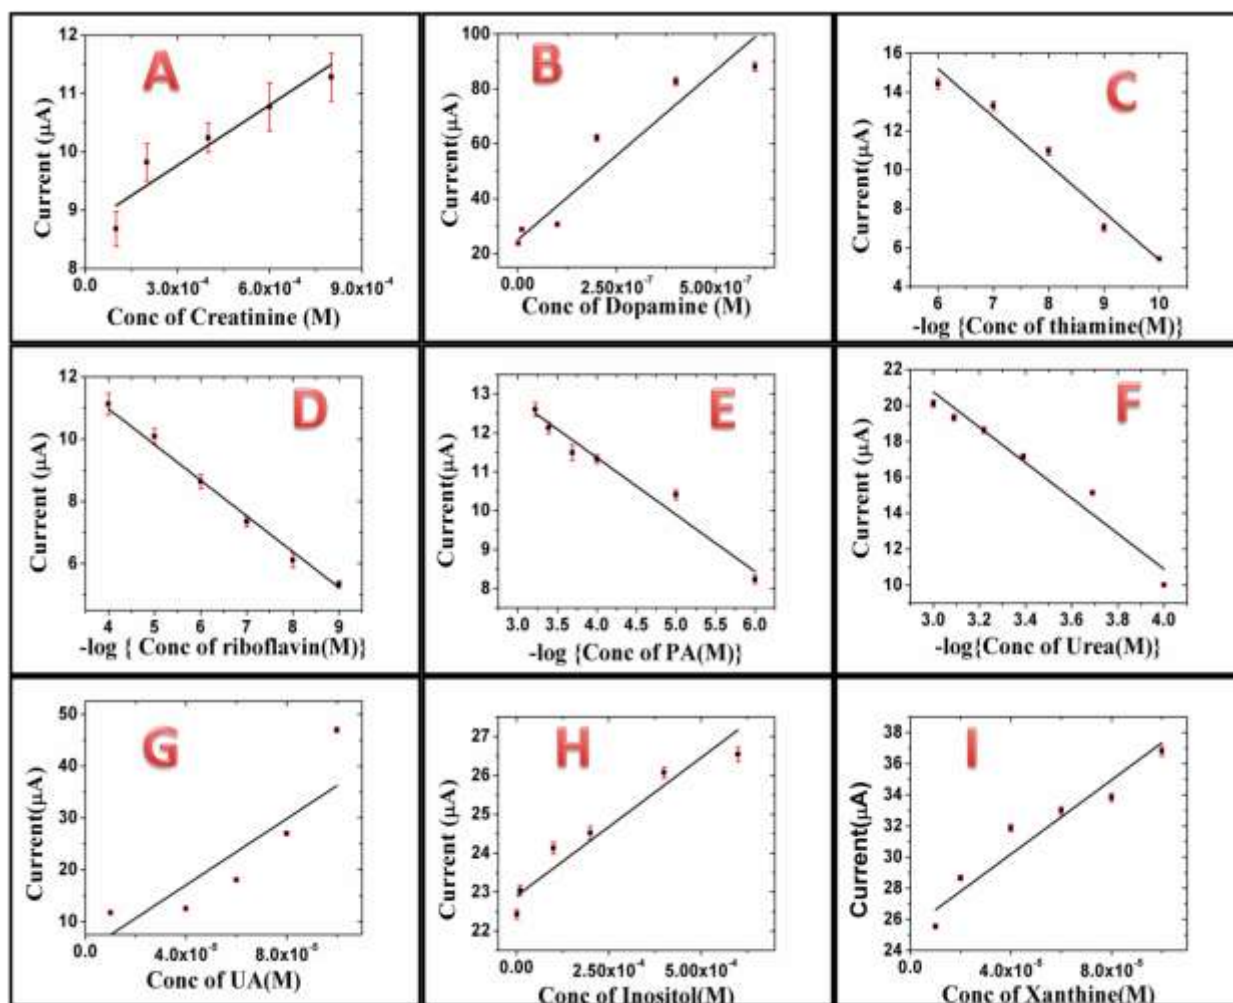 A
Current (µA)
12
11
10
9
8
0.0 3.0x10⁻⁴ 6.0x10⁻⁴ 9.0x10⁻⁴
Conc of Creatinine (M)
B
Current(µA)
100
80
60
40
20
0.00 2.50x10⁻⁷ 5.00x10⁻⁷
Conc of Dopamine (M)
C
Current(µA)
16
14
12
10
8
6
4
6 7 8 9 10
-log {Conc of thiamine(M)}
D
Current (µA)
12
10
8
6
4 5 6 7 8 9
-log { Conc of riboflavin(M)}
E
Current(µA)
13
12
11
10
9
8
3.0 3.5 4.0 4.5 5.0 5.5 6.0
-log {Conc of PA(M)}
F
Current (µA)
22
20
18
16
14
12
10
3.0 3.2 3.4 3.6 3.8 4.0
-log{Conc of Urea(M)}
G
Current(µA)
50
40
30
20
10
0.0 4.0x10⁻⁵ 8.0x10⁻⁵
Conc of UA(M)
H
Current (µA)
27
26
25
24
23
22
0.00 2.50x10⁻⁴ 5.00x10⁻⁴
Conc of Inositol(M)
I
Current(µA)
38
36
34
32
30
28
26
24
0.0 4.0x10⁻⁵ 8.0x10⁻⁵
Conc of Xanthine(M)